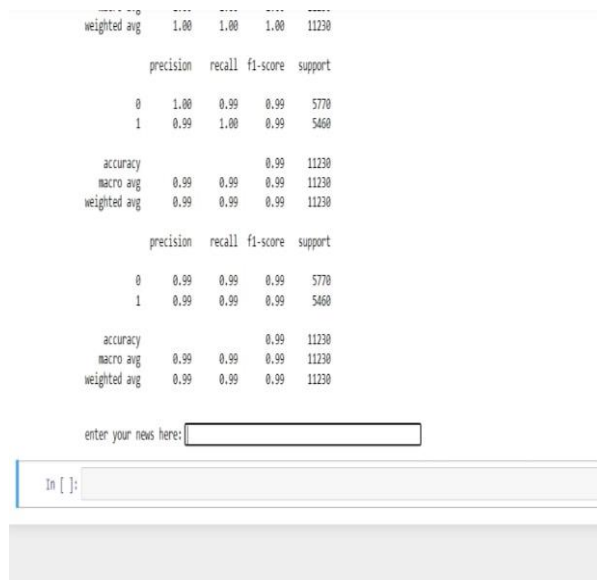 weighted avg 1.00 1.00 1.00 11230
precision recall f1-score support
0 1.00 0.99 0.99 5770
1 0.99 1.00 0.99 5460
accuracy 0.99 11230
macro avg 0.99 0.99 0.99 11230
weighted avg 0.99 0.99 0.99 11230
precision recall f1-score support
0 0.99 0.99 0.99 5770
1 0.99 0.99 0.99 5460
accuracy 0.99 11230
macro avg 0.99 0.99 0.99 11230
weighted avg 0.99 0.99 0.99 11230
enter your news here:
In [ ]: